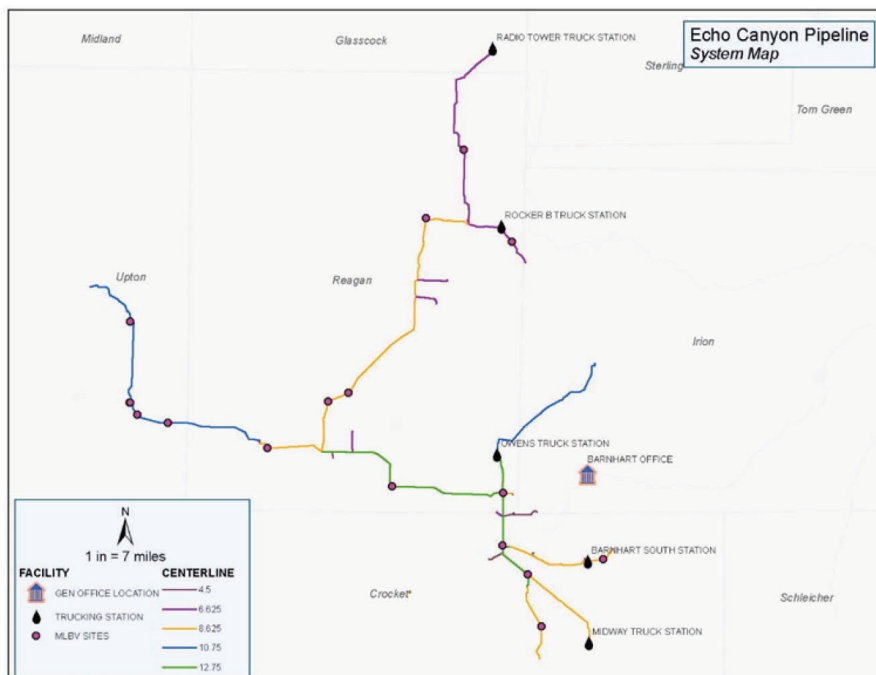 Midland
Glasscock
RADIO TOWER TRUCK STATION
Echo Canyon Pipeline
System Map
Sterling
Tom Green
ROCKER B TRUCK STATION
Upton
Reagan
Irion
OWENS TRUCK STATION
BARNHART OFFICE
N
1 in = 7 miles
FACILITY
GEN OFFICE LOCATION
TRUCKING STATION
MLBV SITES
CENTERLINE
4.5
6.625
8.625
10.75
12.75
BARNHART SOUTH STATION
Crocket
Schleicher
MIDWAY TRUCK STATION